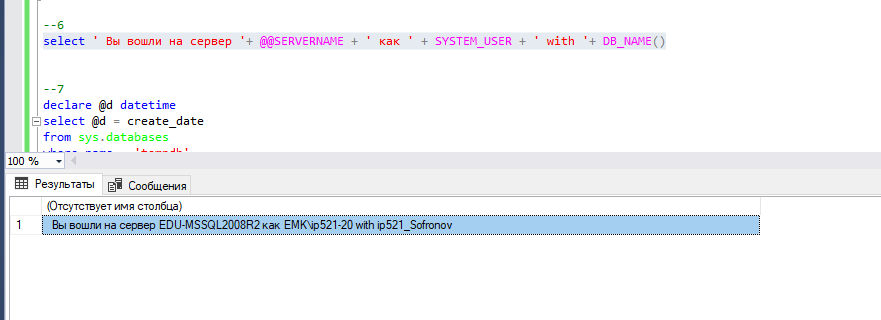 --6
select ' Вы вошли на сервер '+ @@SERVERNAME + ' как ' + SYSTEM_USER + ' with '+ DB_NAME()
--7
declare @d datetime
select @d = create_date
from sys.databases
100 %
Результаты Сообщения
(Отсутствует имя столбца)
1 Вы вошли на сервер EDU-MSSQL2008R2 как EMK\ip521-20 with ip521_Sofronov